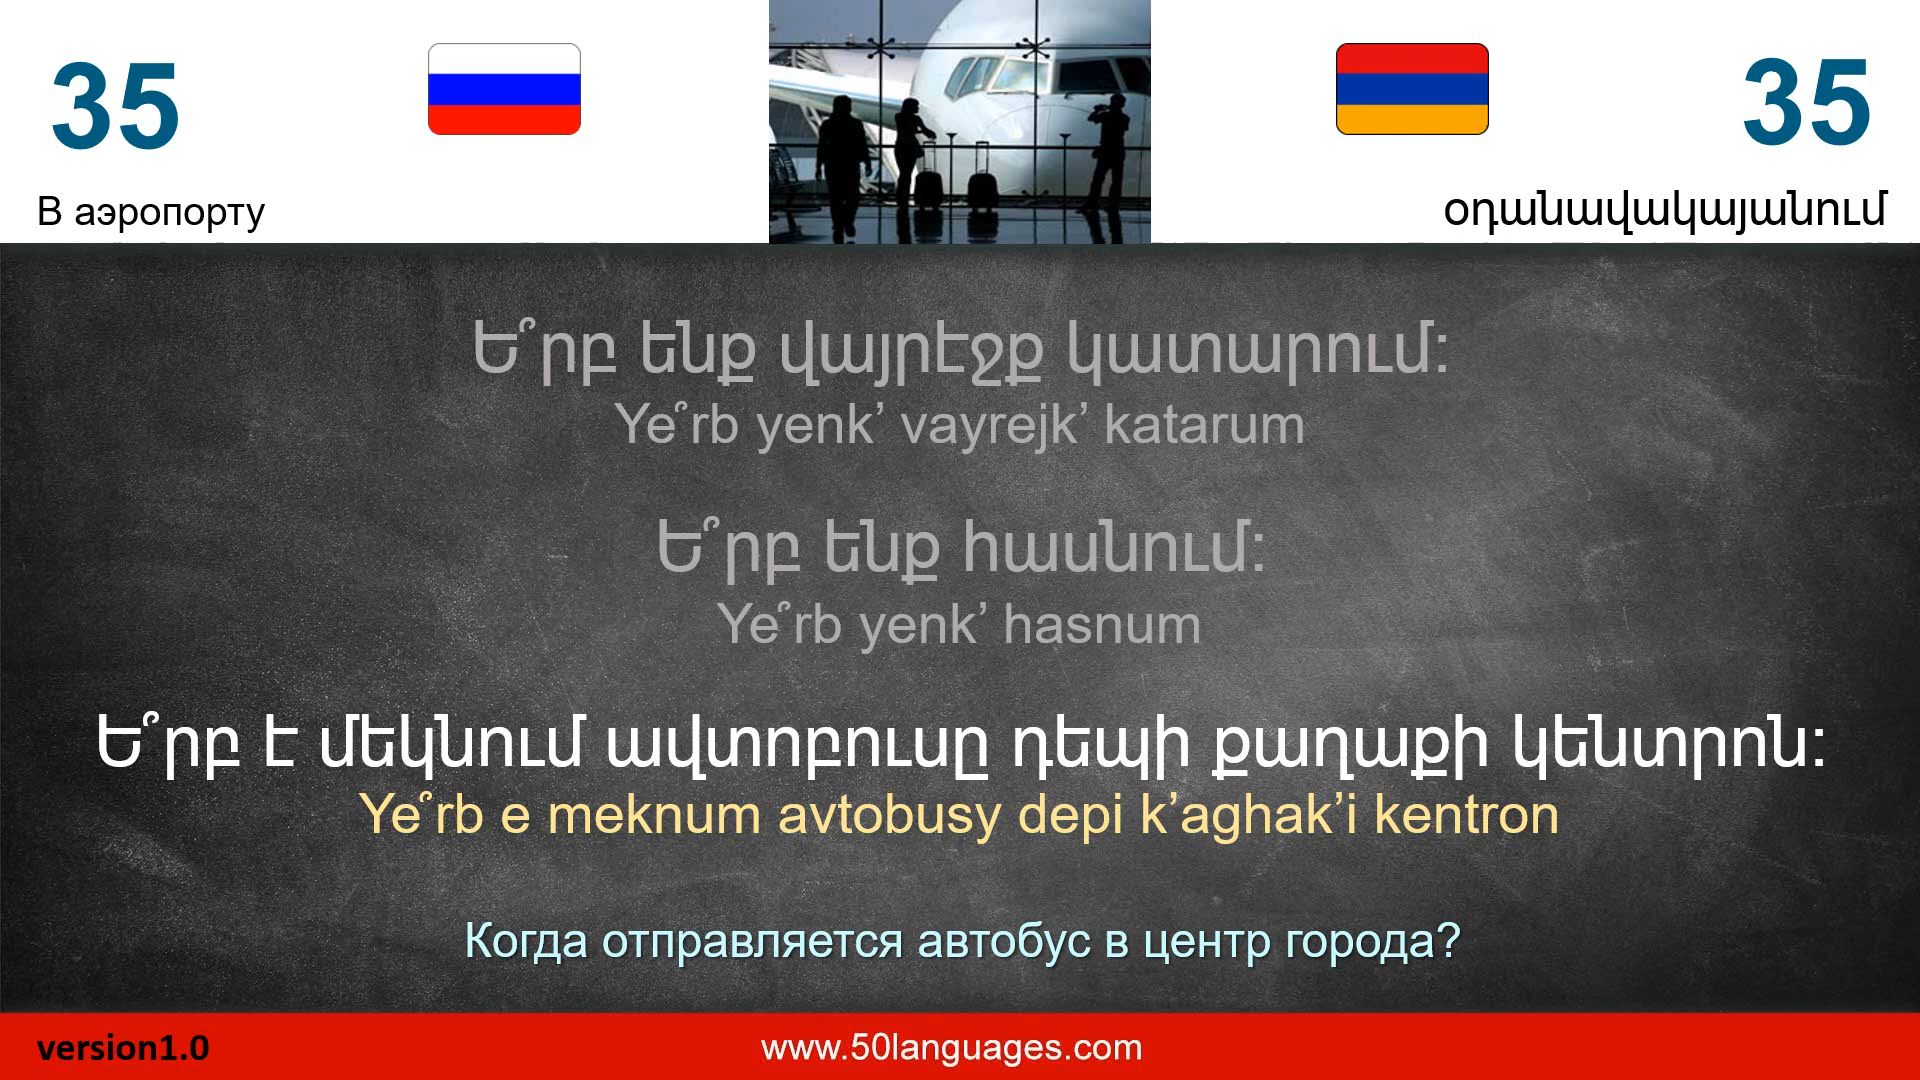 35
35
В аэропорту
օդանավակայանում
Ե՞րբ ենք վայրէջք կատարում:
Ye՞rb yenk’ vayrejk’ katarum
Ե՞րբ ենք հասնում:
Ye՞rb yenk’ hasnum
Ե՞րբ է մեկնում ավտոբուսը դեպի քաղաքի կենտրոն:
Ye՞rb e meknum avtobusy depi k’aghak’i kentron
Когда отправляется автобус в центр города?
version1.0
www.50languages.com